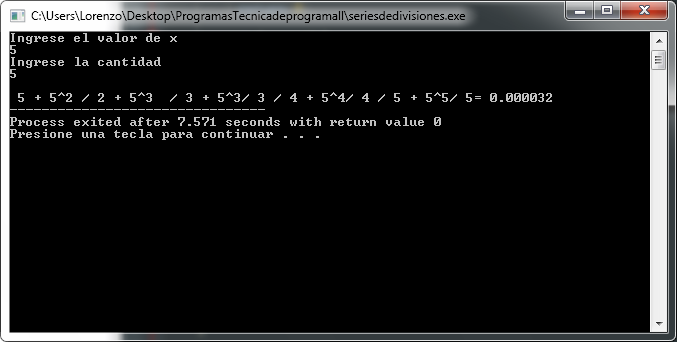 C:\Users\Lorenzo\Desktop\ProgramasTecnicadeprogramaII\seriesdedivisiones.exe
Ingrese el valor de x
5
Ingrese la cantidad
5
5 + 5^2 / 2 + 5^3  / 3 + 5^3/ 3 / 4 + 5^4/ 4 / 5 + 5^5/ 5= 0.000032
--------------------------------
Process exited after 7.571 seconds with return value 0
Presione una tecla para continuar . . .